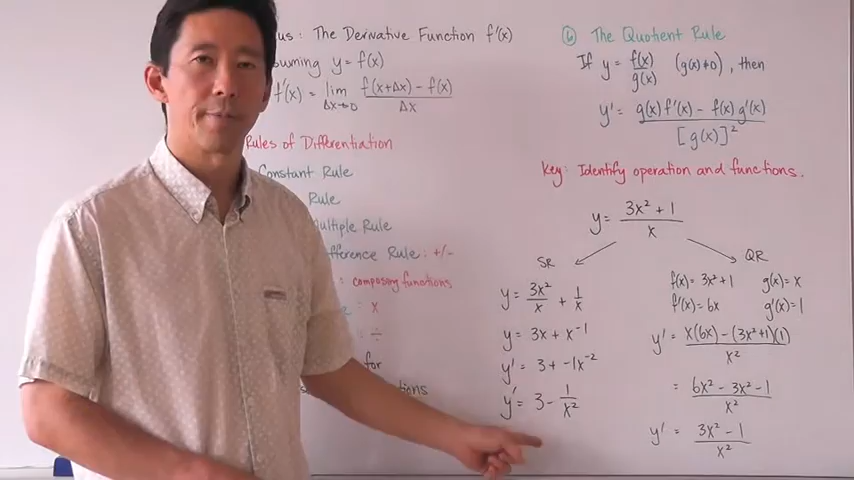 us: The Derivative Function f'(x)
uming y = f(x)
f'(x) = lim Δx→0 f(x+Δx) − f(x) / Δx
Rules of Differentiation
Constant Rule
Rule
ultiple Rule
fference Rule: +/−
: composing functions
: x
: ÷
for
ons
⑥ The Quotient Rule
If y = f(x)/g(x) (g(x)≠0), then
y' = g(x)f'(x) − f(x)g'(x) / [g(x)]²
Key: Identify operation and functions.
y = 3x² + 1 / x
SR
y = 3x²/x + 1/x
y = 3x + x⁻¹
y' = 3 + −1x⁻²
y' = 3 − 1/x²
QR
f(x) = 3x²+1 g(x) = x
f'(x) = 6x g'(x) = 1
y' = x(6x) − (3x²+1)(1) / x²
= 6x² − 3x² − 1 / x²
y' = 3x² − 1 / x²